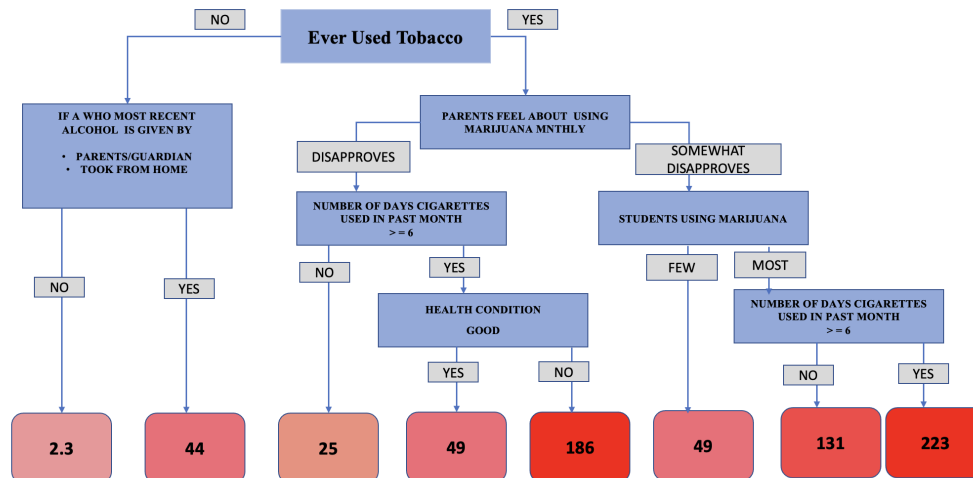 NO
YES
Ever Used Tobacco
IF A WHO MOST RECENT
ALCOHOL IS GIVEN BY
• PARENTS/GUARDIAN
• TOOK FROM HOME
PARENTS FEEL ABOUT USING
MARIJUANA MNTHLY
DISAPPROVES
SOMEWHAT
DISAPPROVES
NUMBER OF DAYS CIGARETTES
USED IN PAST MONTH
> = 6
STUDENTS USING MARIJUANA
NO
YES
NO
YES
FEW
MOST
HEALTH CONDITION
GOOD
NUMBER OF DAYS CIGARETTES
USED IN PAST MONTH
> = 6
YES
NO
NO
YES
2.3
44
25
49
186
49
131
223